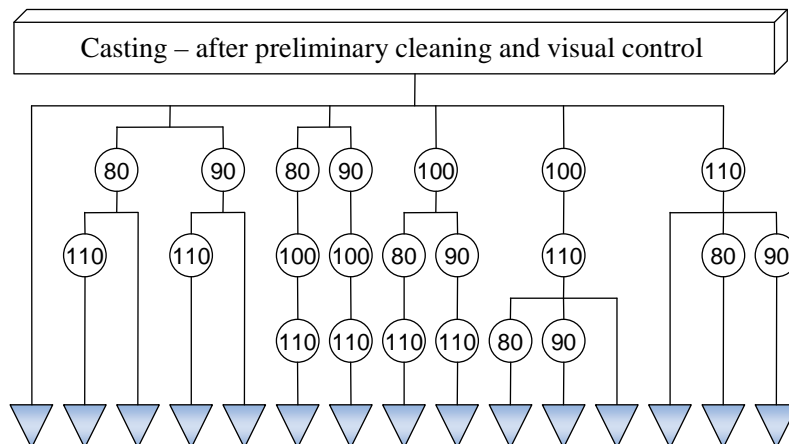 Casting – after preliminary cleaning and visual control
80 90 80 90 100 100 110
110 110 100 100 80 90 110 80 90
110 110 110 110 80 90